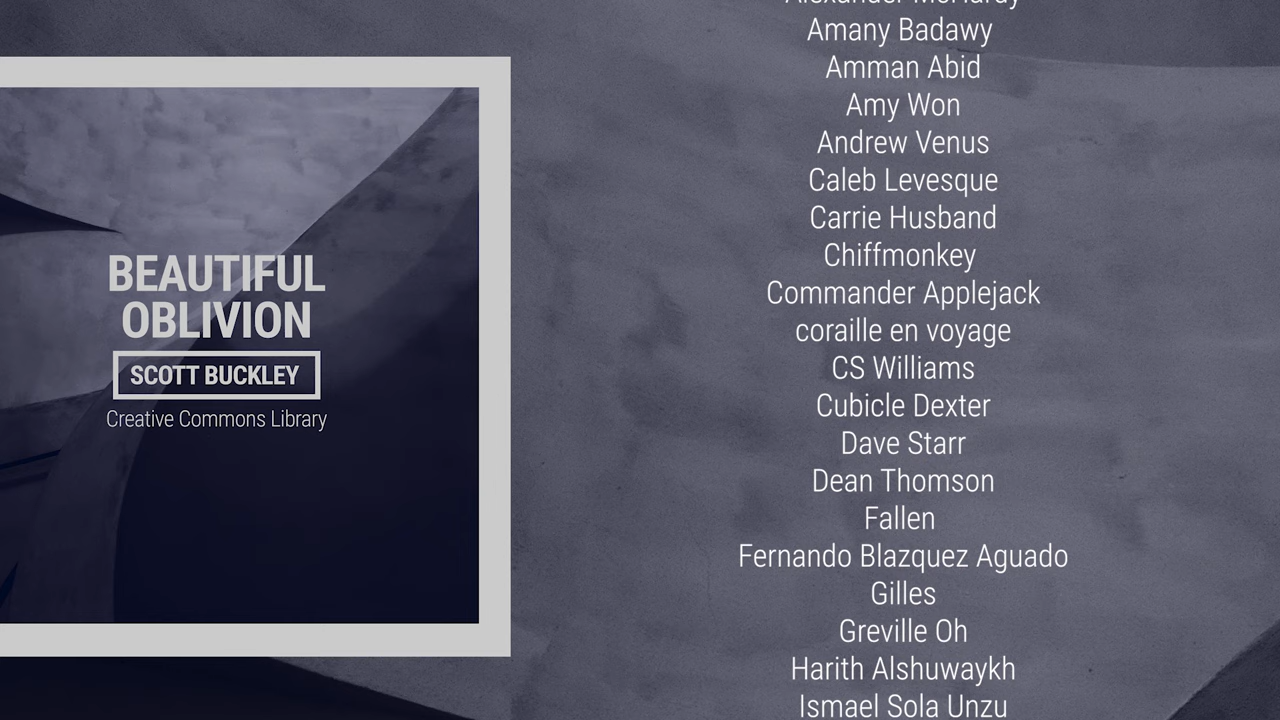 BEAUTIFUL
OBLIVION
SCOTT BUCKLEY
Creative Commons Library
Alexander McHardy
Amany Badawy
Amman Abid
Amy Won
Andrew Venus
Caleb Levesque
Carrie Husband
Chiffmonkey
Commander Applejack
coraille en voyage
CS Williams
Cubicle Dexter
Dave Starr
Dean Thomson
Fallen
Fernando Blazquez Aguado
Gilles
Greville Oh
Harith Alshuwaykh
Ismael Sola Unzu